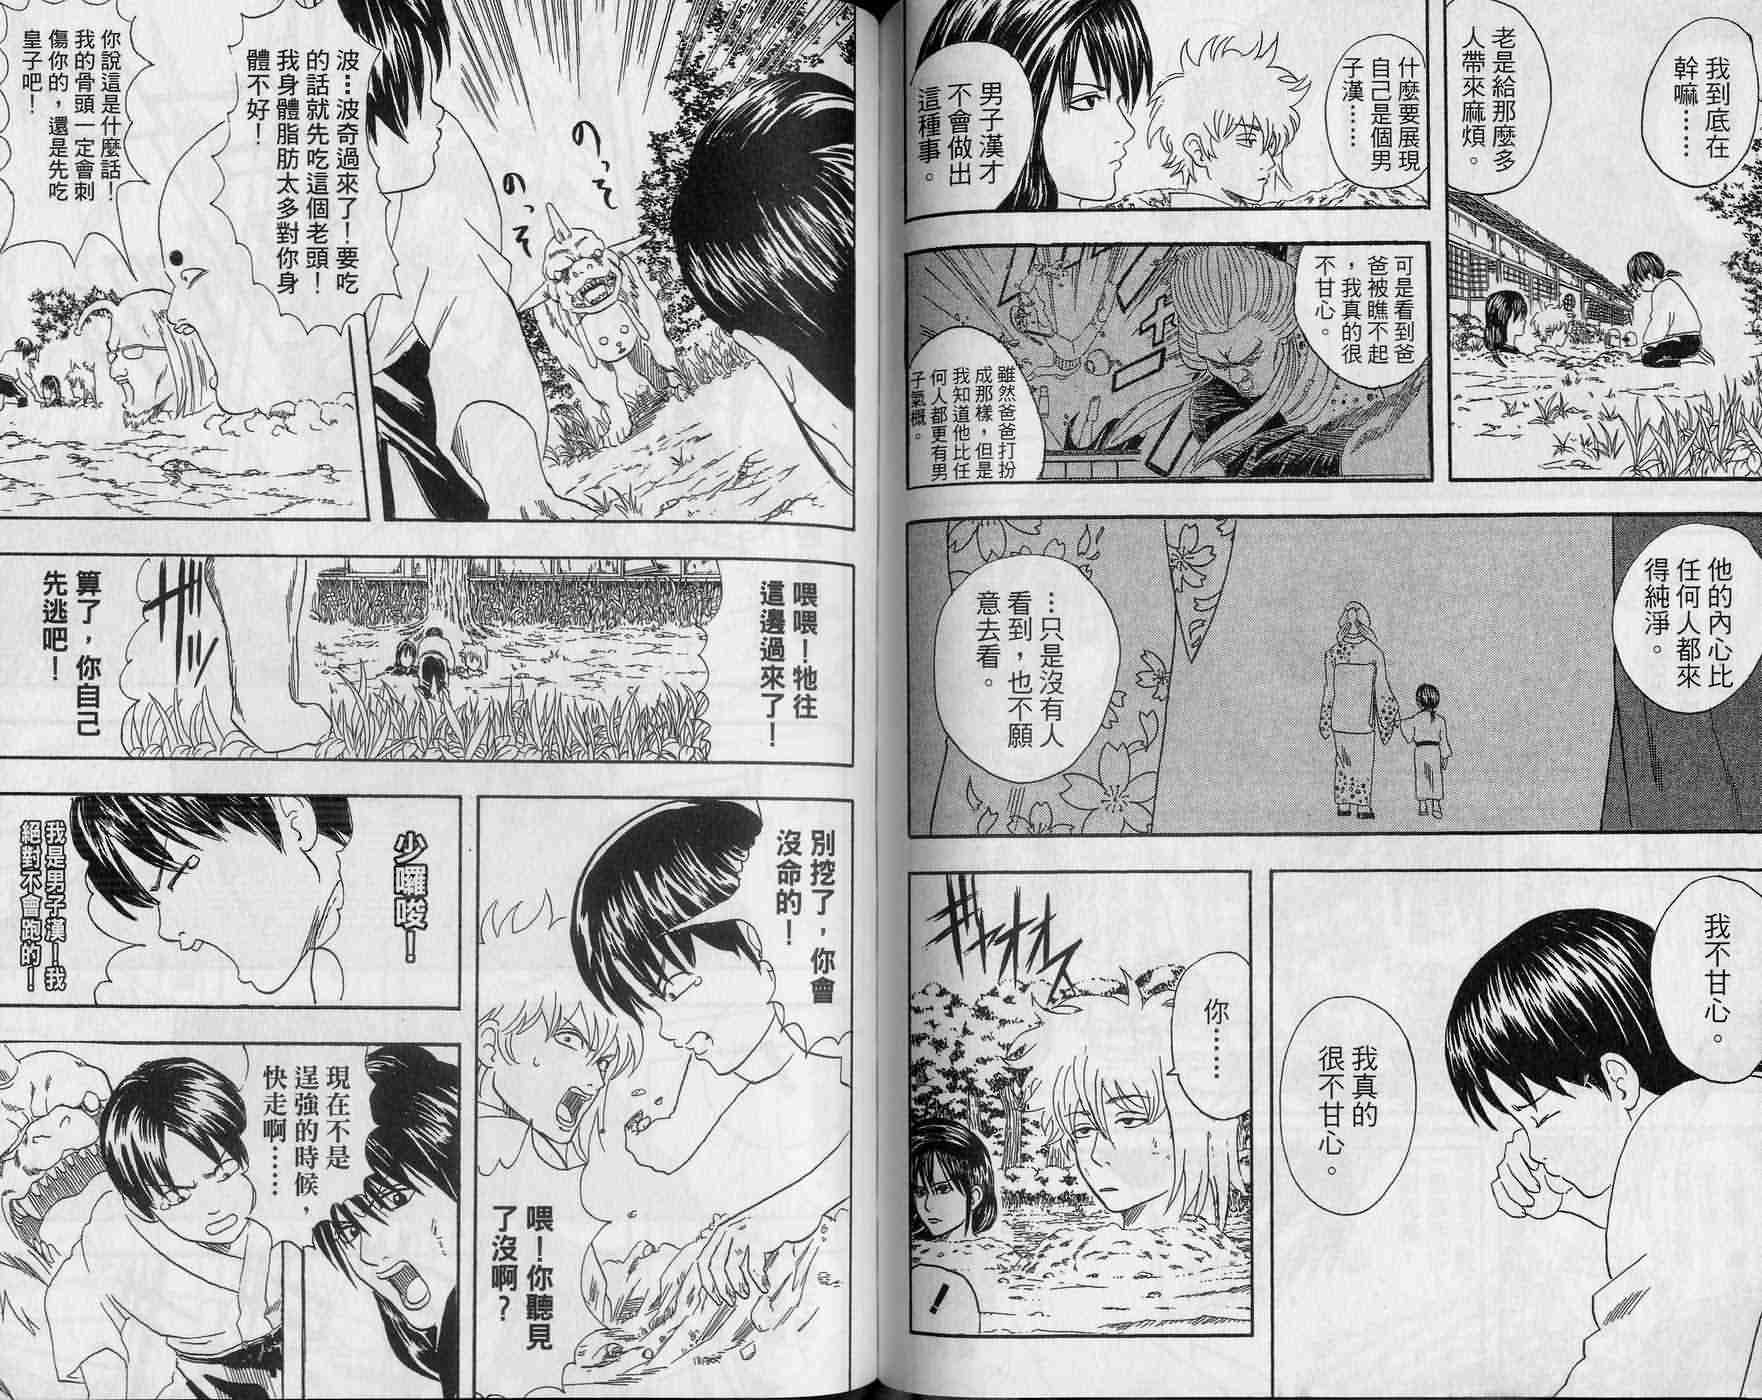 我到底在
幹嘛……
老是給那麼多
人帶來麻煩。
什麼要展現
自己是個男
子漢……
男子漢才
不會做出
這種事。
可是看到爸
爸被瞧不起
，我真的很
不甘心。
雖然爸爸打扮
成那樣，但是
我知道他比任
何人都更有男
子氣概。
他的內心比
任何人都來
得純淨。
…只是沒有人
看到，也不願
意去看。
我不甘心。
我真的
很不甘心。
你……
！
のっそ
のっそ
波…波奇過來了！要吃
的話就先吃這個老頭！
我身體脂肪太多對你身
體不好！
你說這是什麼話！
我的骨頭一定會刺
傷你的，還是先吃
皇子吧！
喂喂！牠往
這邊過來了！
算了，你自己
先逃吧！
別挖了，你會
沒命的！
喂！你聽見
了沒啊？
少囉唆！
我是男子漢！我
絕對不會跑的！
現在不是
逞強的時候，
快走啊……